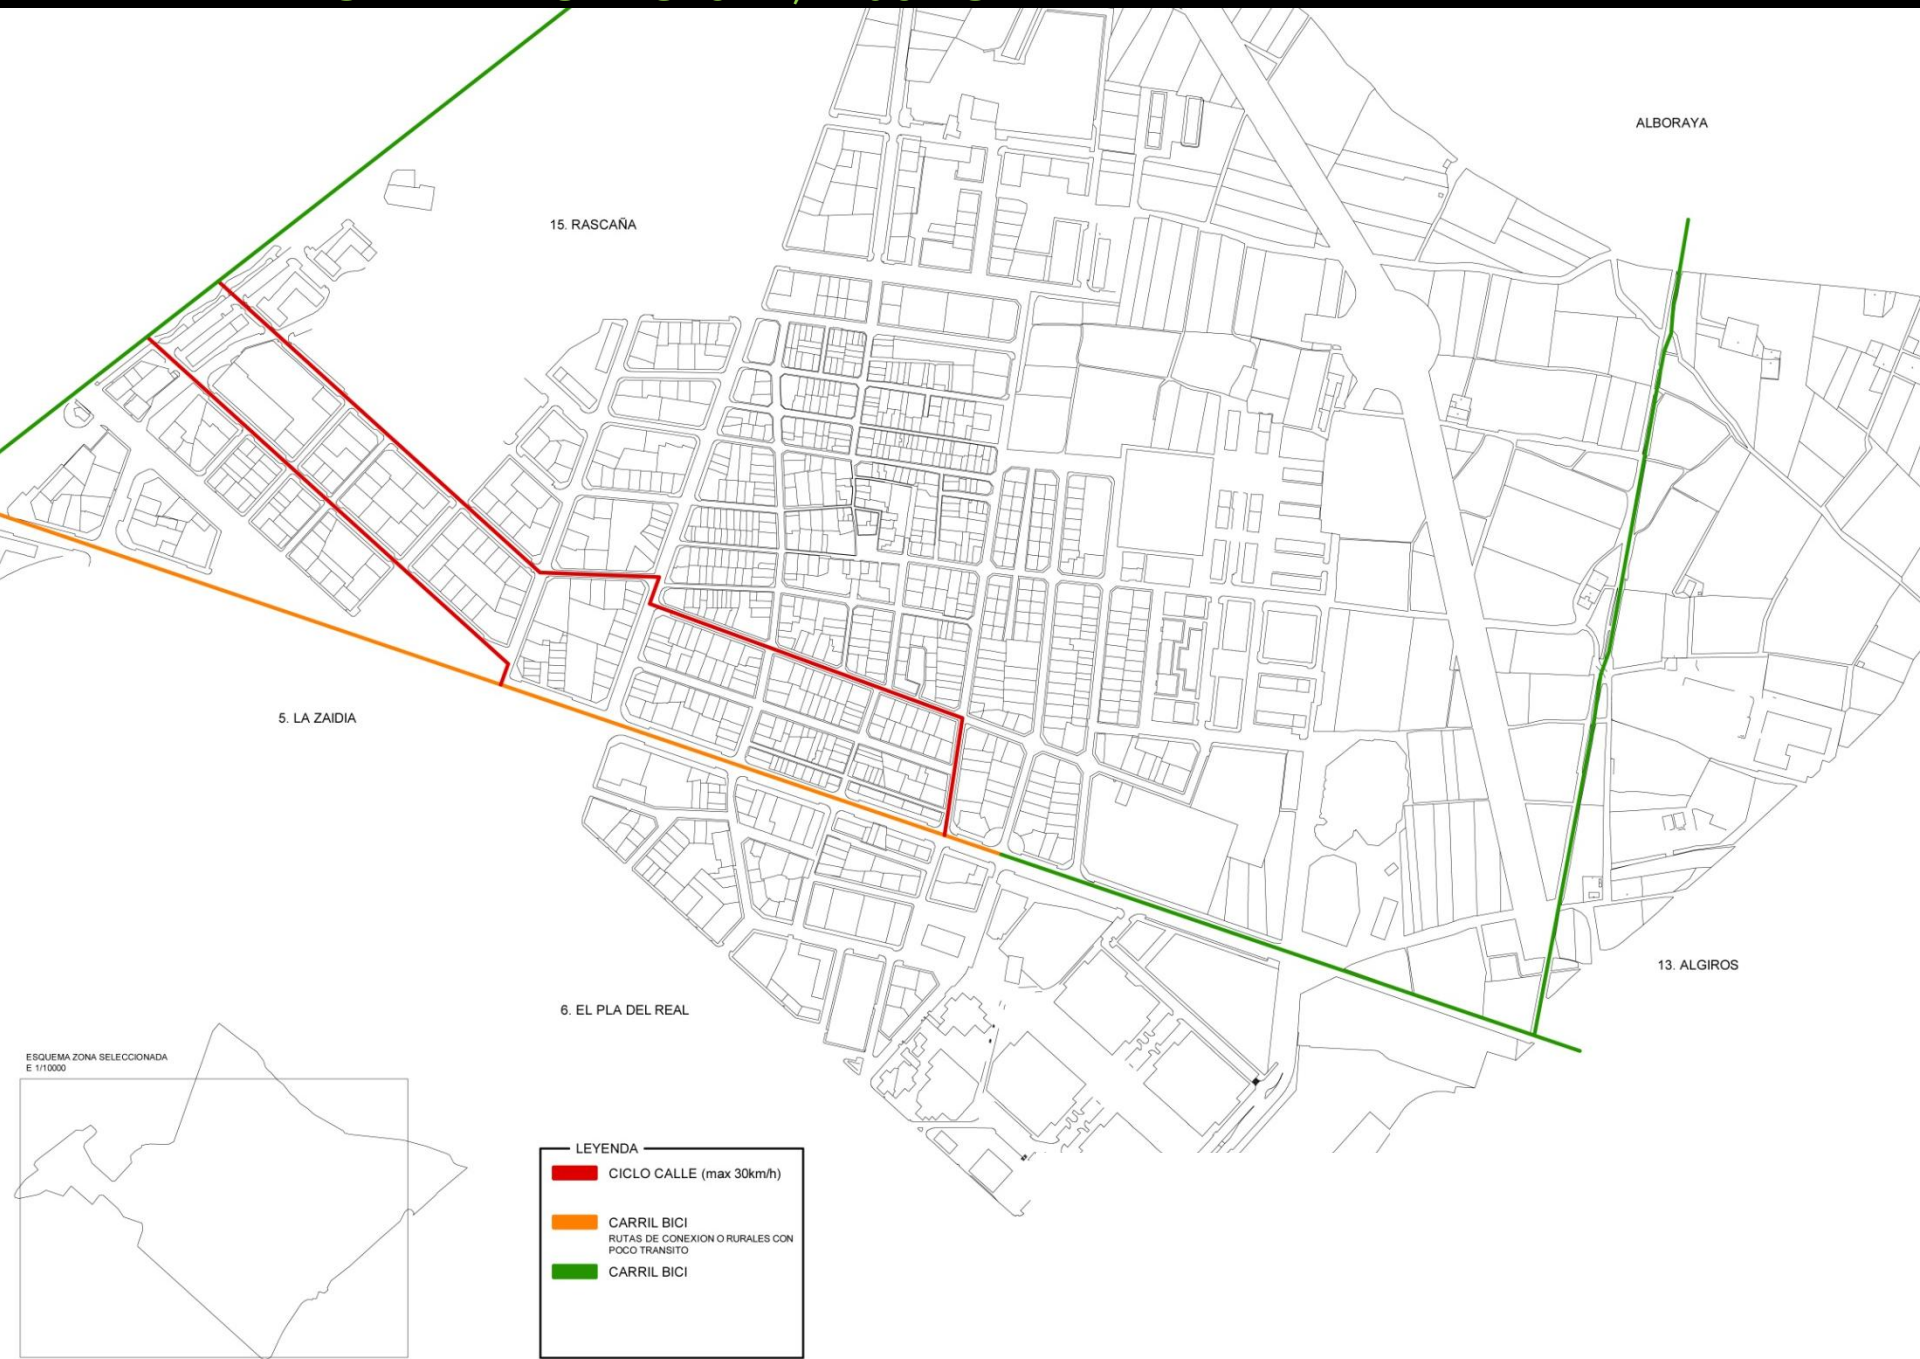 ALBORAYA
15. RASCAÑA
5. LA ZAIDIA
13. ALGIROS
6. EL PLA DEL REAL
ESQUEMA ZONA SELECCIONADA
E 1/10000
LEYENDA
CICLO CALLE (max 30km/h)
CARRIL BICI
RUTAS DE CONEXION O RURALES CON
POCO TRANSITO
CARRIL BICI